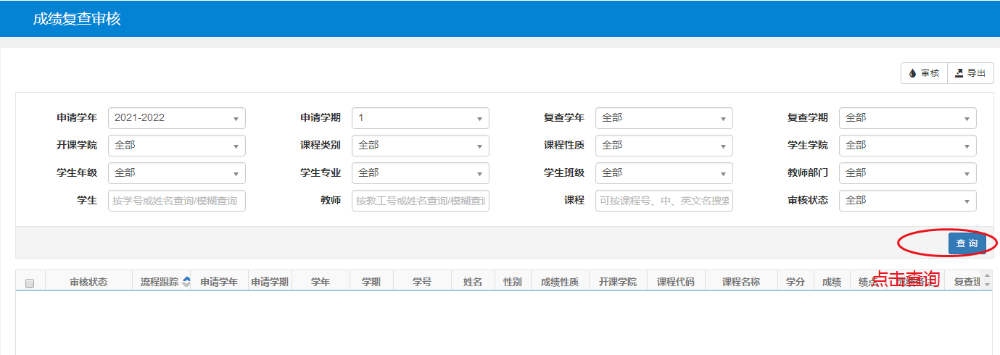 成绩复查审核
审核 导出
申请学年 2021-2022 申请学期 1 复查学年 全部 复查学期 全部
开课学院 全部 课程类别 全部 课程性质 全部 学生学院 全部
学生年级 全部 学生专业 全部 学生班级 全部 教师部门 全部
学生 按学号或姓名查询/模糊查询 教师 按教工号或姓名查询/模糊查询 课程 可按课程号、中、英文名搜索 审核状态 全部
查 询
审核状态 流程跟踪 申请学年 申请学期 学年 学期 学号 姓名 性别 成绩性质 开课学院 课程代码 课程名称 学分 成绩 绩点 复查理
点击查询